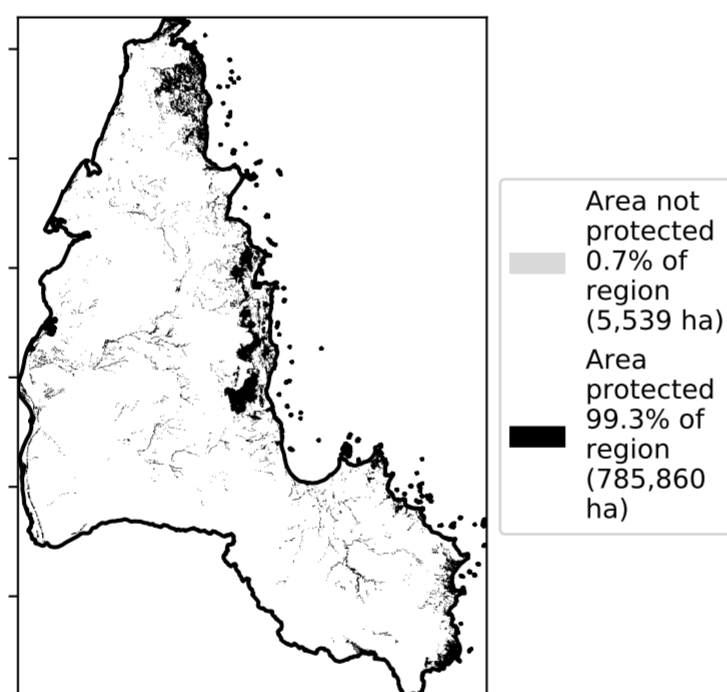 Area not
protected
0.7% of
region
(5,539 ha)
Area
protected
99.3% of
region
(785,860
ha)